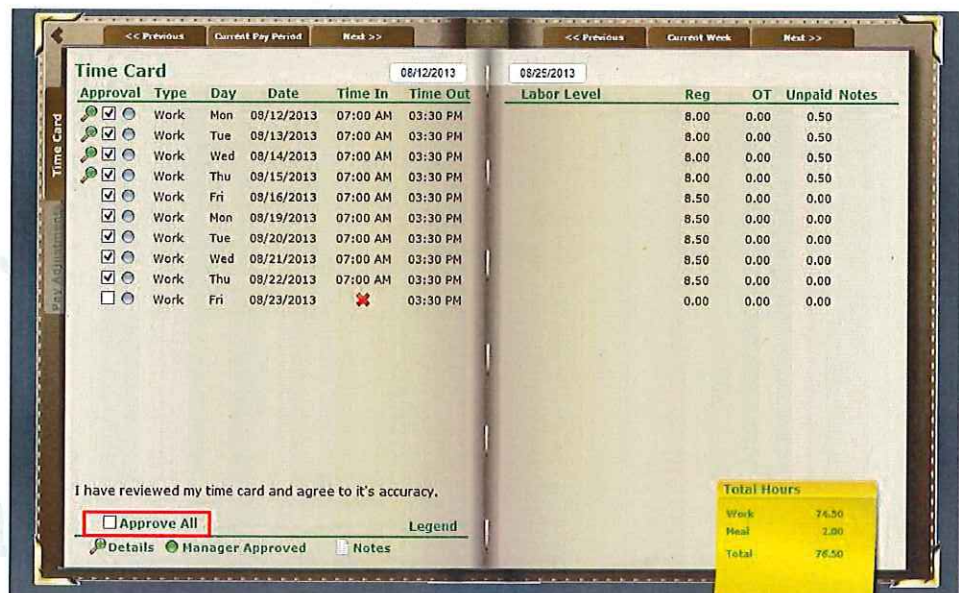 << Previous Current Pay Period Next >> << Previous Current Week Next >>
Time Card 08/12/2013 08/25/2013
Approval Type Day Date Time In Time Out Labor Level Reg OT Unpaid Notes
Work Mon 08/12/2013 07:00 AM 03:30 PM 8.00 0.00 0.50
Work Tue 08/13/2013 07:00 AM 03:30 PM 8.00 0.00 0.50
Work Wed 08/14/2013 07:00 AM 03:30 PM 8.00 0.00 0.50
Work Thu 08/15/2013 07:00 AM 03:30 PM 8.00 0.00 0.50
Work Fri 08/16/2013 07:00 AM 03:30 PM 8.50 0.00 0.00
Work Mon 08/19/2013 07:00 AM 03:30 PM 8.50 0.00 0.00
Work Tue 08/20/2013 07:00 AM 03:30 PM 8.50 0.00 0.00
Work Wed 08/21/2013 07:00 AM 03:30 PM 8.50 0.00 0.00
Work Thu 08/22/2013 07:00 AM 03:30 PM 8.50 0.00 0.00
Work Fri 08/23/2013 03:30 PM 0.00 0.00 0.00
Time Card
Pay Adjustments
I have reviewed my time card and agree to it's accuracy.
Approve All Legend
Details Manager Approved Notes
Total Hours
Work 76.50
Meal 2.00
Total 76.50